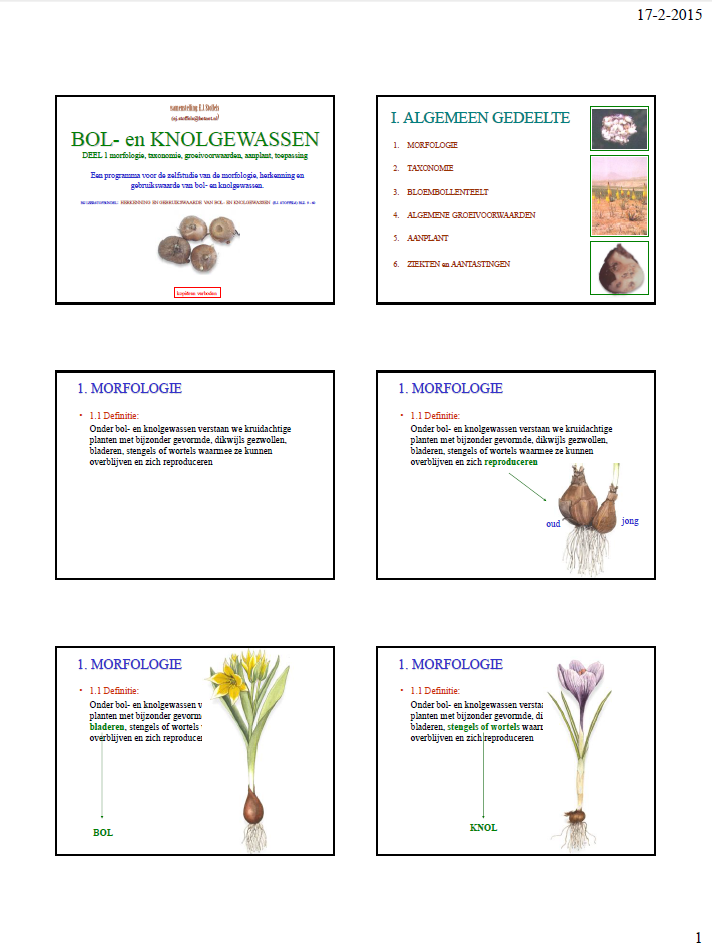 17-2-2015
samenstelling E.J Stoffels
(ej.stoffels@hetnet.nl)
BOL- en KNOLGEWASSEN
DEEL 1 morfologie, taxonomie, groeivoorwaarden, aanplant, toepassing
Een programma voor de zelfstudie van de morfologie, herkenning en
gebruikswaarde van bol- en knolgewassen.
HERKENNING EN GEBRUIKSWAARDE VAN BOL- EN KNOLGEWASSEN (E.J. STOFFELS)
kopiëren verboden
I. ALGEMEEN GEDEELTE
1. MORFOLOGIE
2. TAXONOMIE
3. BLOEMBOLLENTEELT
4. ALGEMENE GROEIVOORWAARDEN
5. AANPLANT
6. ZIEKTEN en AANTASTINGEN
1. MORFOLOGIE
• 1.1 Definitie:
Onder bol- en knolgewassen verstaan we kruidachtige
planten met bijzonder gevormde, dikwijls gezwollen,
bladeren, stengels of wortels waarmee ze kunnen
overblijven en zich reproduceren
1. MORFOLOGIE
• 1.1 Definitie:
Onder bol- en knolgewassen verstaan we kruidachtige
planten met bijzonder gevormde, dikwijls gezwollen,
bladeren, stengels of wortels waarmee ze kunnen
overblijven en zich reproduceren
oud
jong
1. MORFOLOGIE
• 1.1 Definitie:
Onder bol- en knolgewassen v
planten met bijzonder gevorm
bladeren, stengels of wortels
overblijven en zich reproducer
BOL
1. MORFOLOGIE
• 1.1 Definitie:
Onder bol- en knolgewassen verstaa
planten met bijzonder gevormde, di
bladeren, stengels of wortels waarm
overblijven en zich reproduceren
KNOL
1